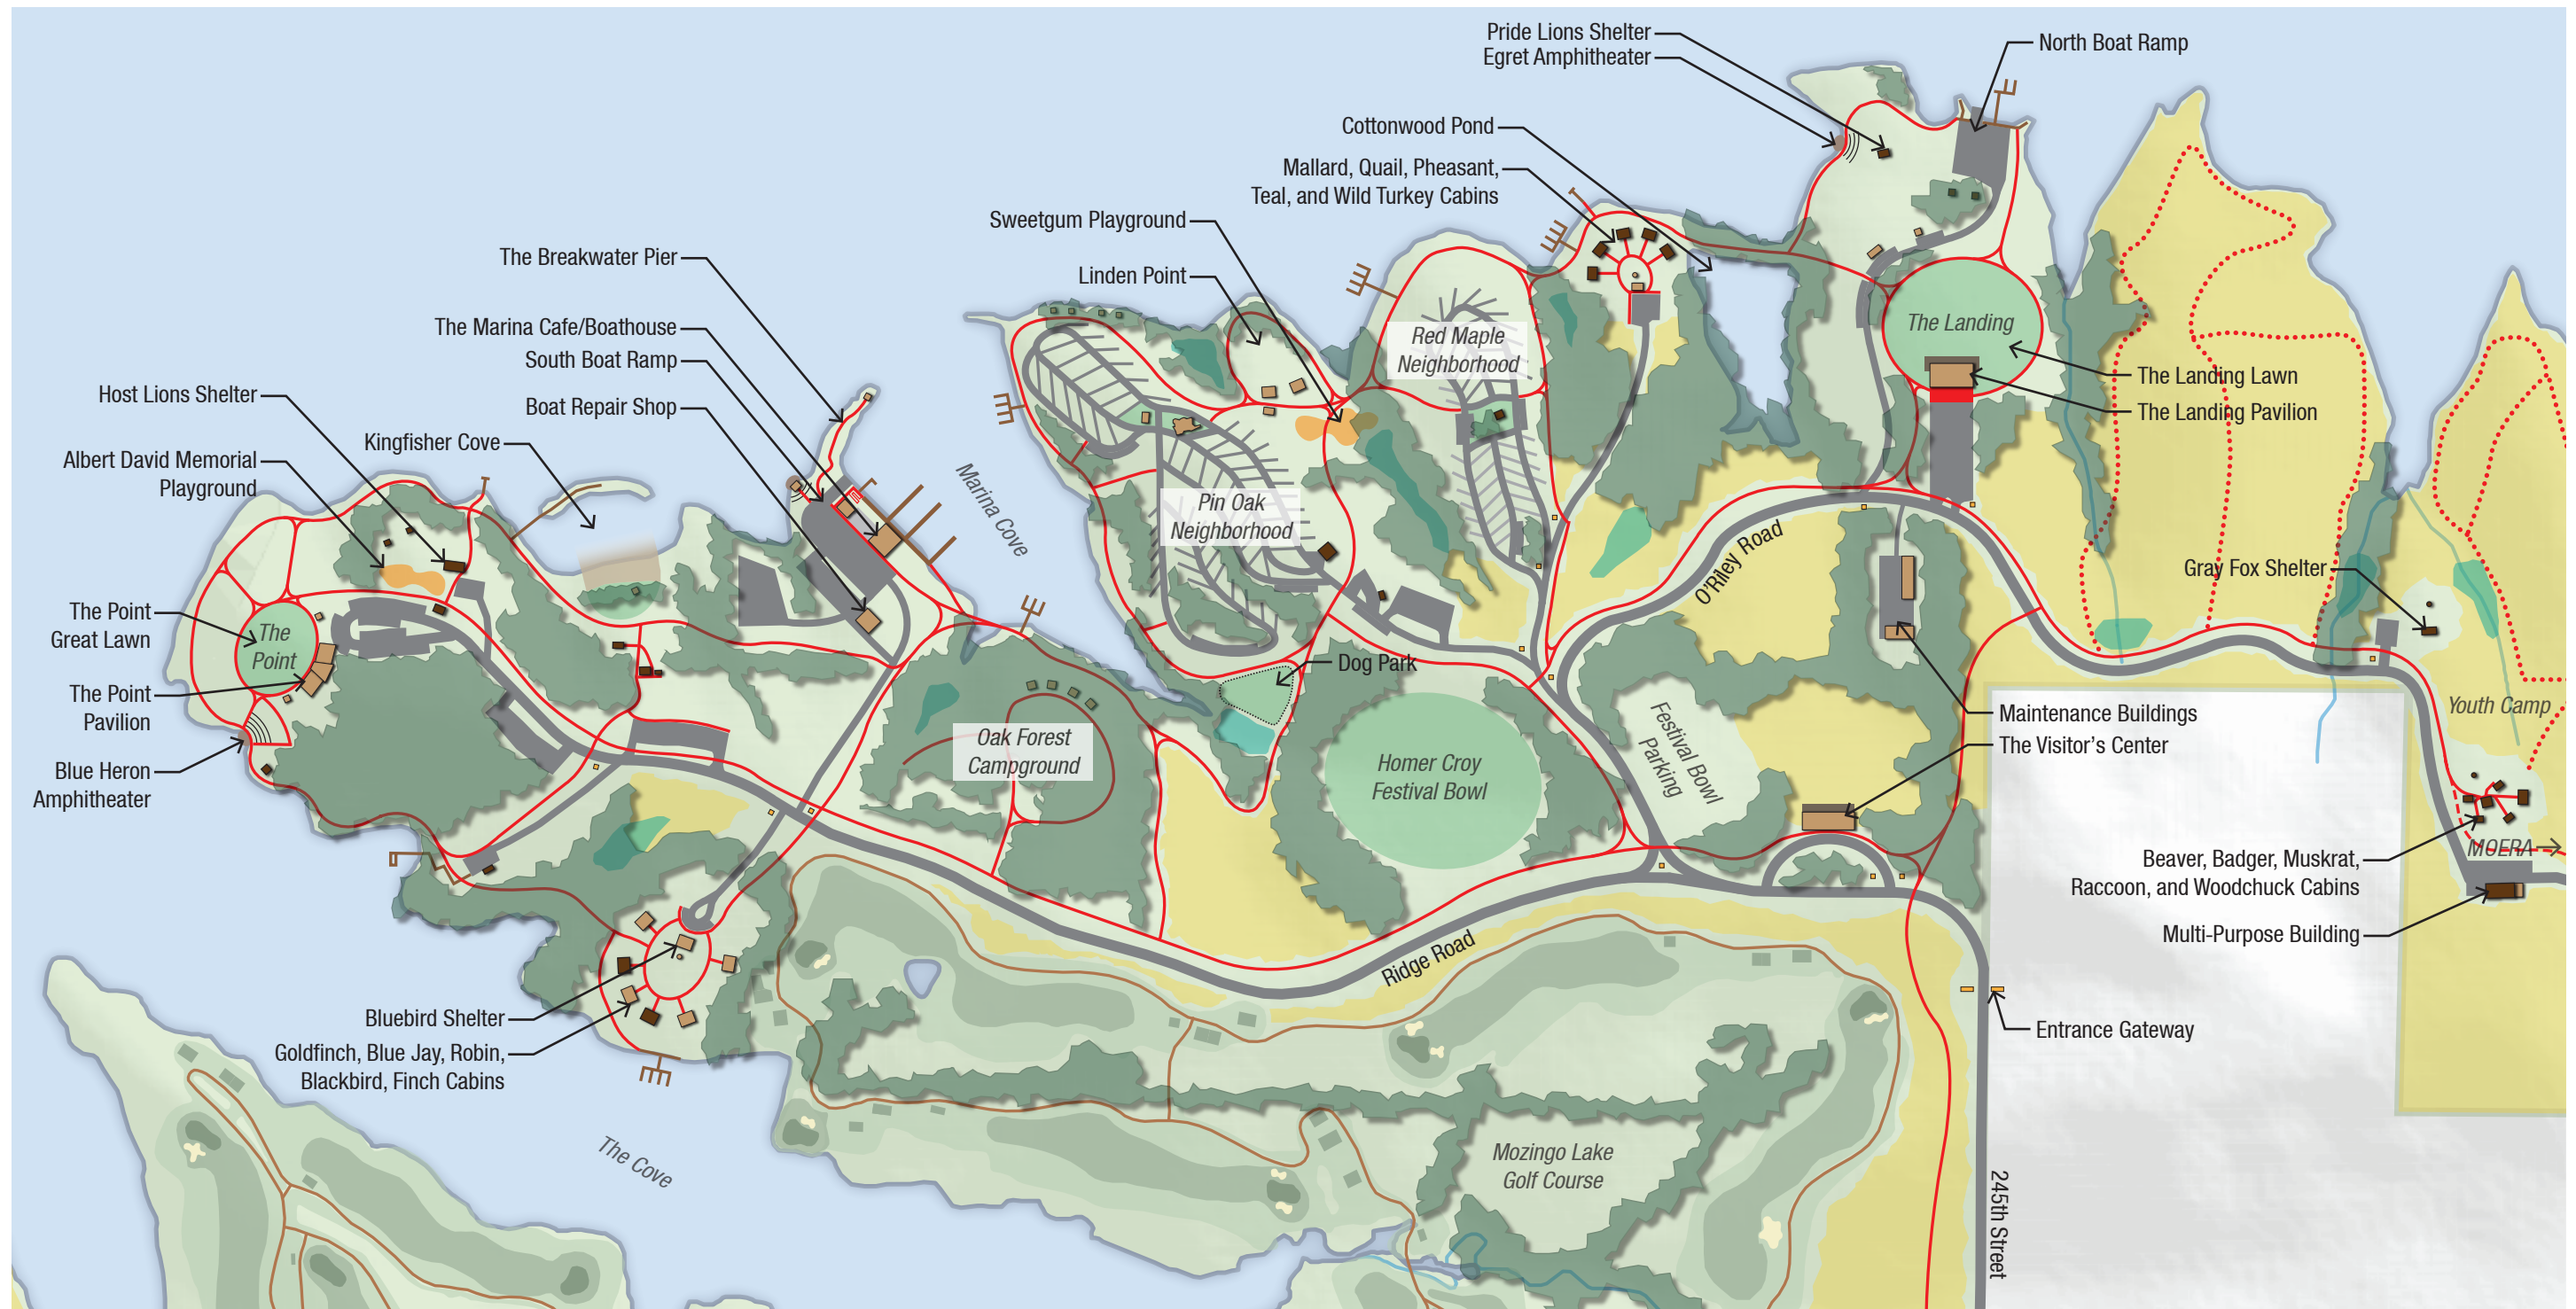 Pride Lions Shelter
Egret Amphitheater
North Boat Ramp
Cottonwood Pond
Mallard, Quail, Pheasant,
Teal, and Wild Turkey Cabins
Sweetgum Playground
Linden Point
The Breakwater Pier
The Marina Cafe/Boathouse
South Boat Ramp
Boat Repair Shop
Host Lions Shelter
Kingfisher Cove
Albert David Memorial
Playground
The Point
Great Lawn
The Point
Pavilion
Blue Heron
Amphitheater
The
Point
Marina Cove
Red Maple
Neighborhood
Pin Oak
Neighborhood
The Landing
The Landing Lawn
The Landing Pavilion
O'Riley Road
Gray Fox Shelter
Dog Park
Oak Forest
Campground
Homer Croy
Festival Bowl
Festival Bowl
Parking
Maintenance Buildings
The Visitor's Center
Youth Camp
MOERA
Beaver, Badger, Muskrat,
Raccoon, and Woodchuck Cabins
Multi-Purpose Building
Ridge Road
Entrance Gateway
Bluebird Shelter
Goldfinch, Blue Jay, Robin,
Blackbird, Finch Cabins
The Cove
Mozingo Lake
Golf Course
245th Street